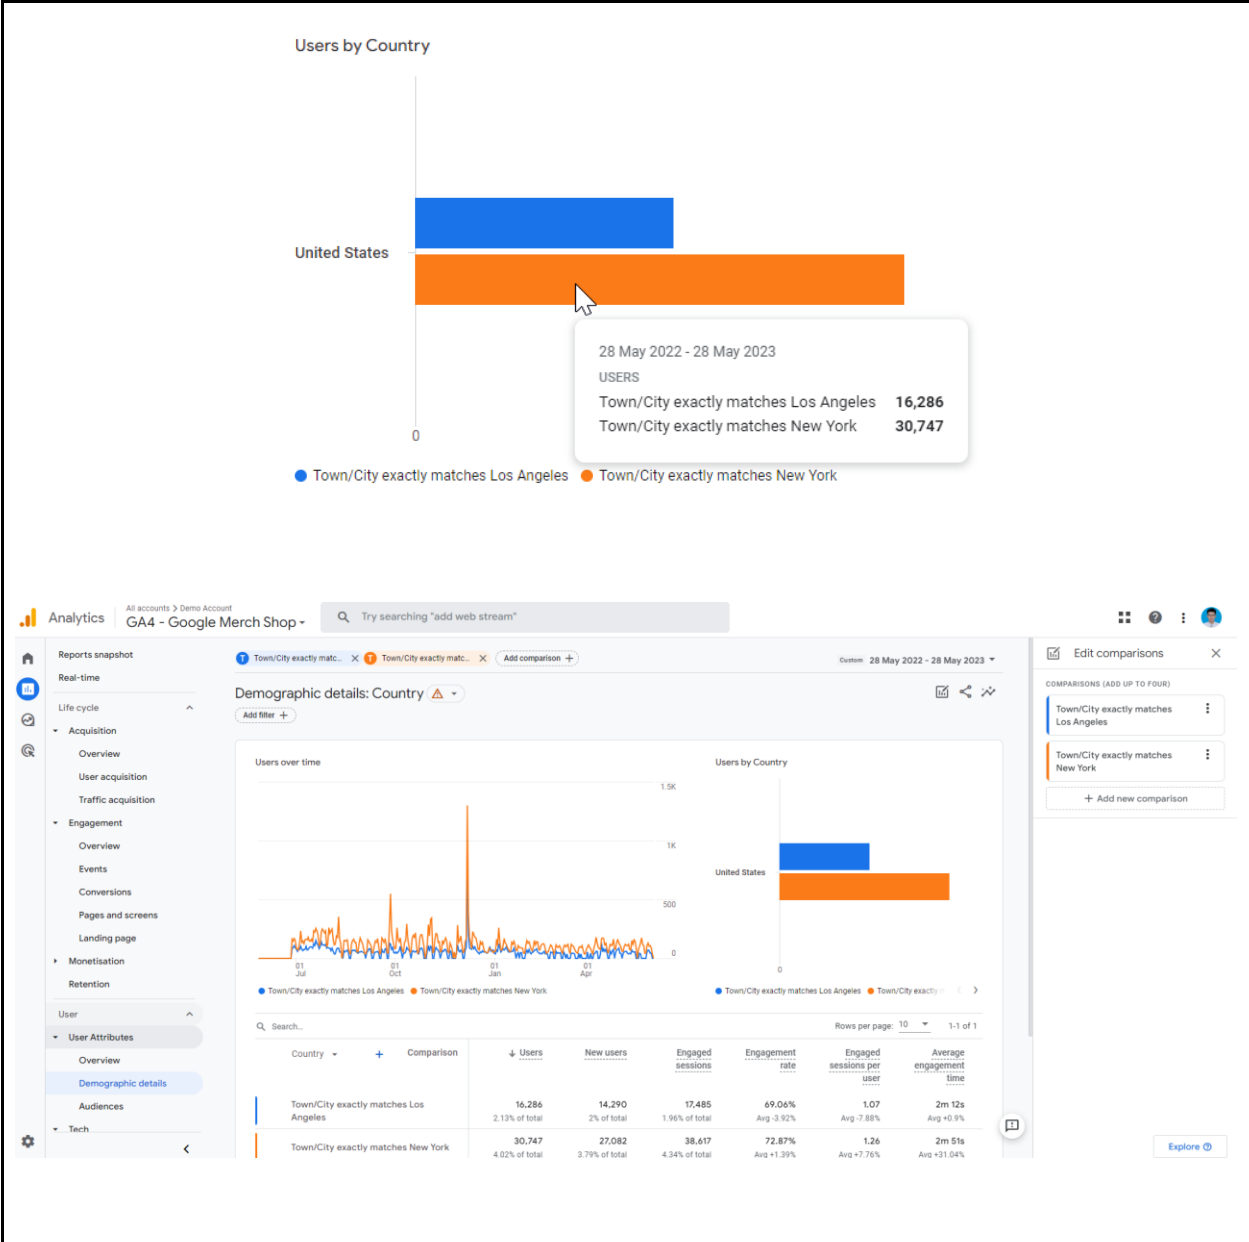 Users by Country
United States
28 May 2022 - 28 May 2023
USERS
Town/City exactly matches Los Angeles 16,286
Town/City exactly matches New York 30,747
0
Town/City exactly matches Los Angeles Town/City exactly matches New York
All accounts > Demo Account
Analytics GA4 - Google Merch Shop
Try searching "add web stream"
Reports snapshot
Real-time
Life cycle
Acquisition
Overview
User acquisition
Traffic acquisition
Engagement
Overview
Events
Conversions
Pages and screens
Landing page
Monetisation
Retention
User
User Attributes
Overview
Demographic details
Audiences
Tech
T Town/City exactly matc... X T Town/City exactly matc... X Add comparison +
Custom 28 May 2022 - 28 May 2023
Demographic details: Country
Add filter +
Users over time
1.5K
1K
500
0
01 Jul
01 Oct
01 Jan
01 Apr
Town/City exactly matches Los Angeles Town/City exactly matches New York
Users by Country
United States
0
Town/City exactly matches Los Angeles Town/City exactly
Search... Rows per page: 10 1-1 of 1
Country + Comparison Users New users Engaged sessions Engagement rate Engaged sessions per user Average engagement time
Town/City exactly matches Los Angeles 16,286 14,290 17,485 69.06% 1.07 2m 12s
2.13% of total 2% of total 1.96% of total Avg -3.92% Avg -7.88% Avg +0.9%
Town/City exactly matches New York 30,747 27,082 38,617 72.87% 1.26 2m 51s
4.02% of total 3.79% of total 4.34% of total Avg +1.39% Avg +7.76% Avg +31.04%
Edit comparisons
COMPARISONS (ADD UP TO FOUR)
Town/City exactly matches
Los Angeles
Town/City exactly matches
New York
+ Add new comparison
Explore